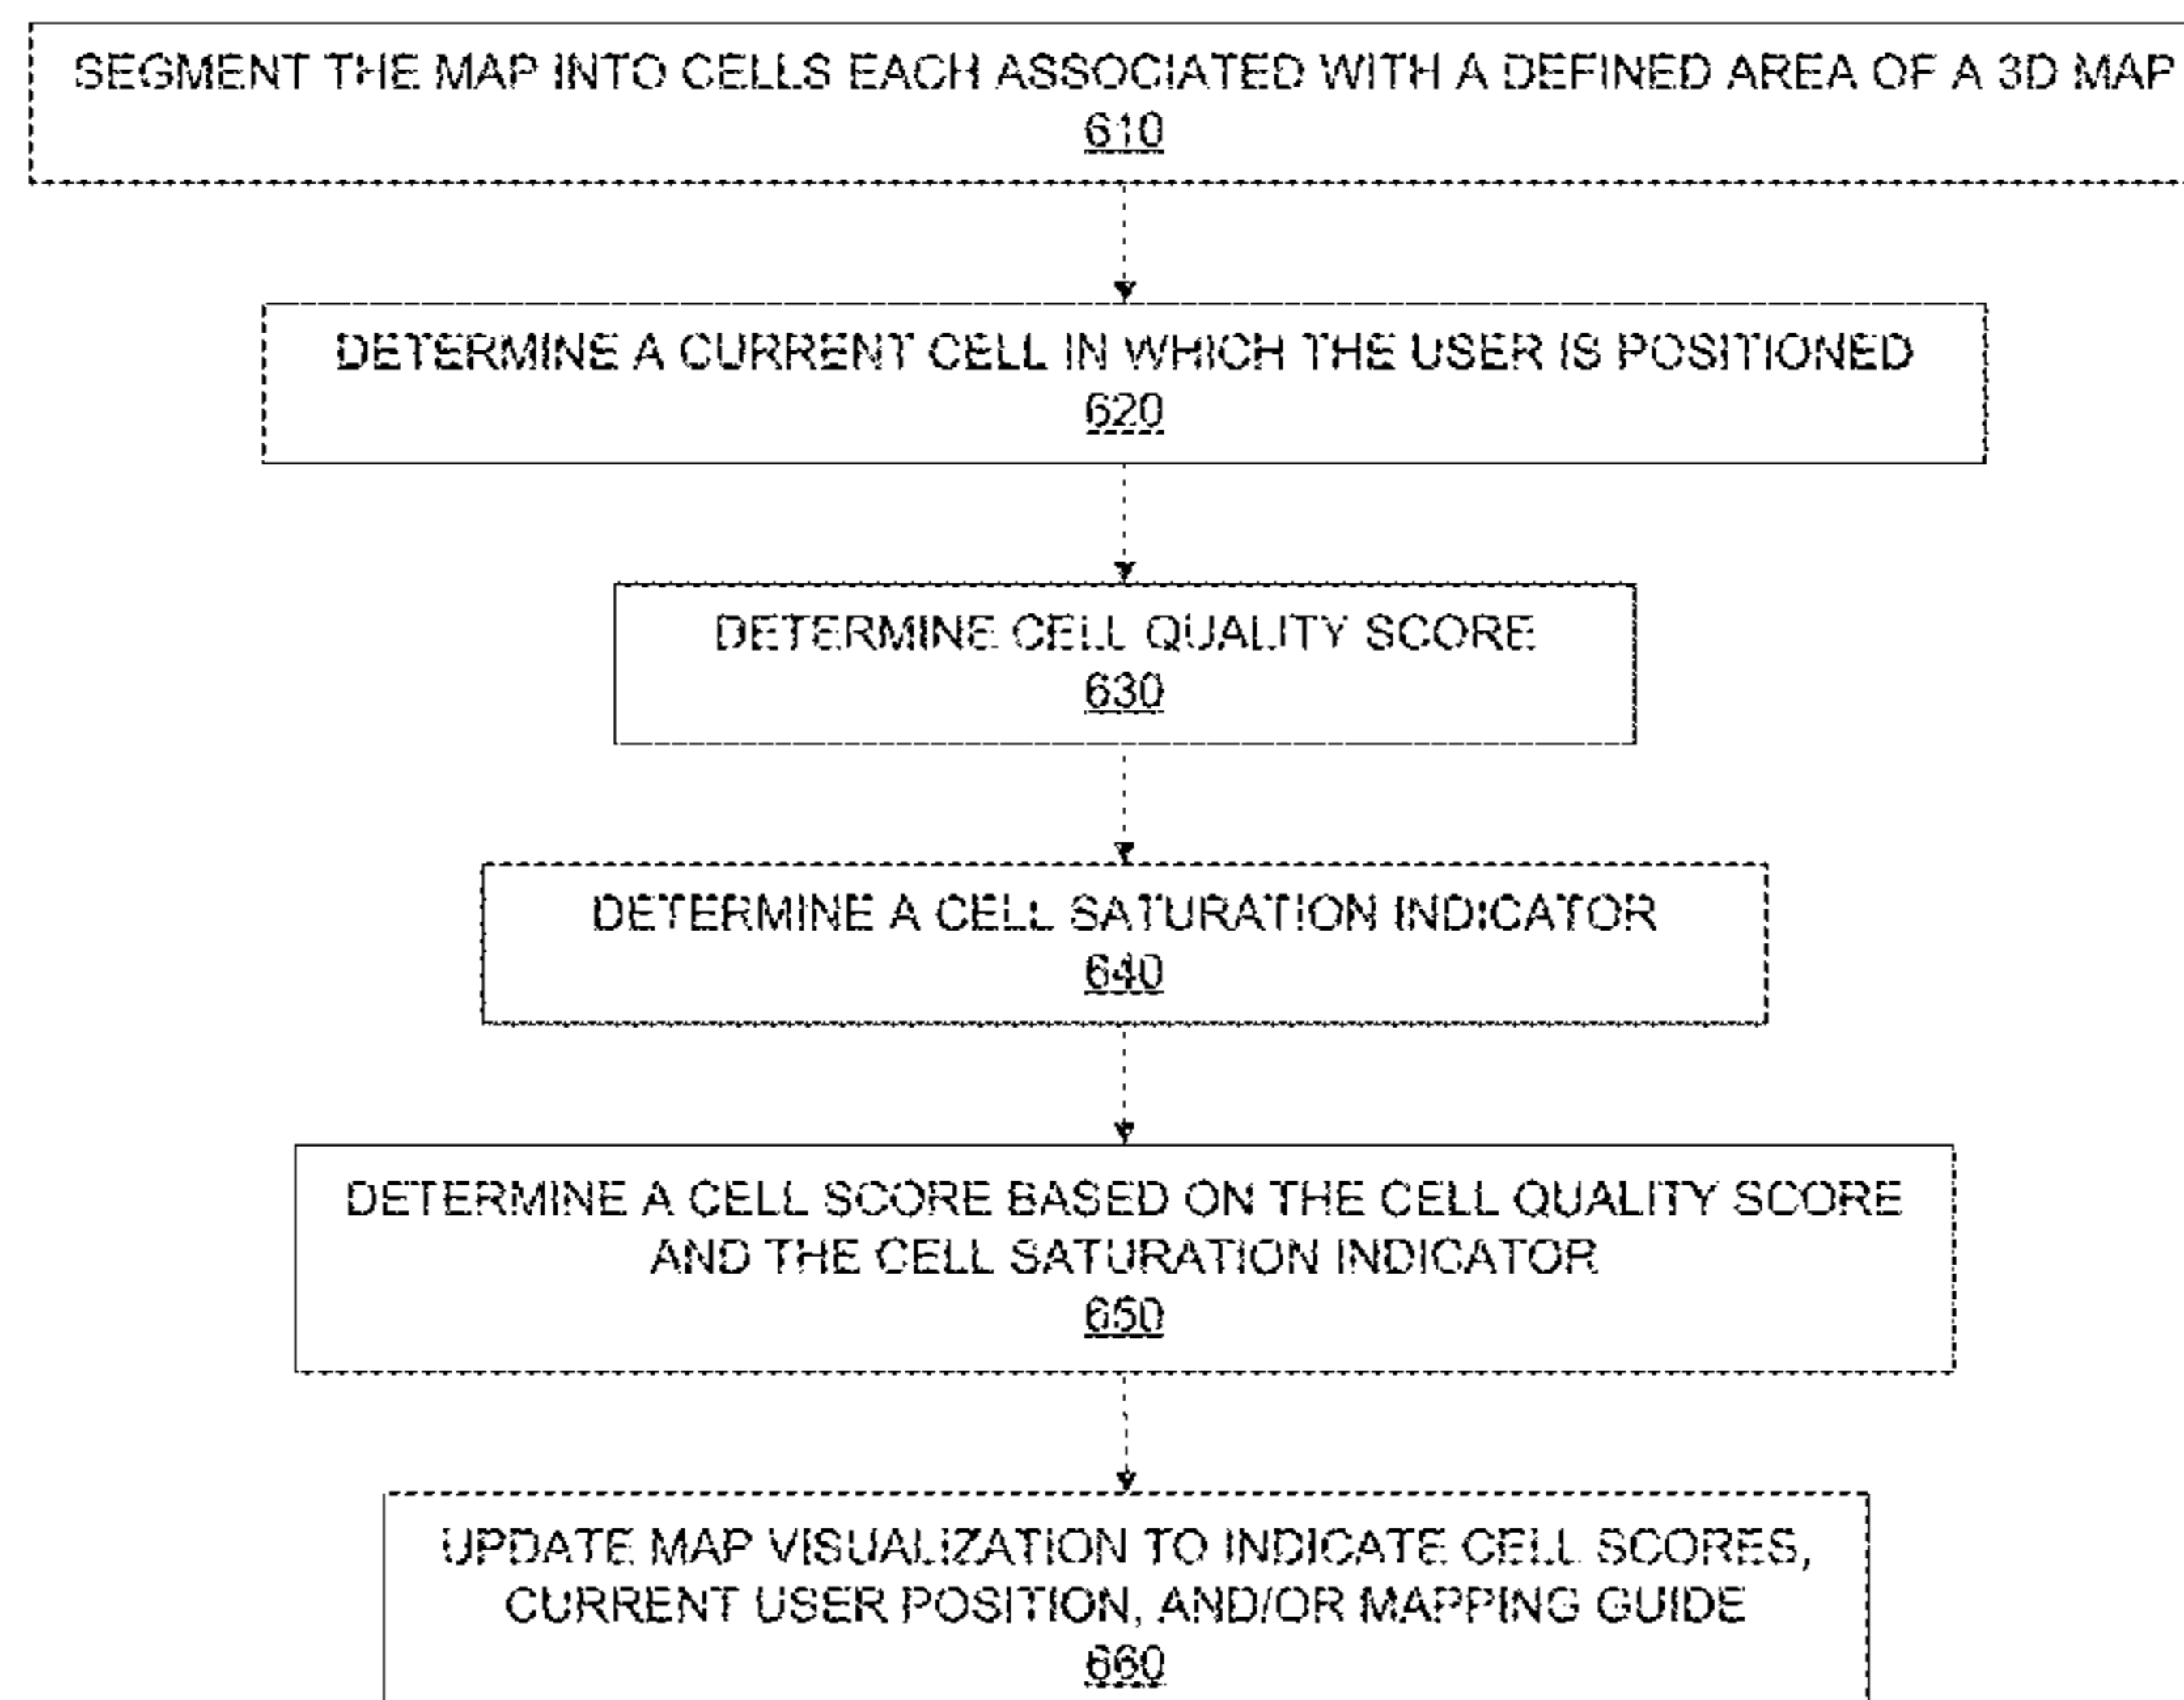 SEGMENT THE MAP INTO CELLS EACH ASSOCIATED WITH A DEFINED AREA OF A 3D MAP
610
DETERMINE A CURRENT CELL IN WHICH THE USER IS POSITIONED
620
DETERMINE CELL QUALITY SCORE
630
DETERMINE A CELL SATURATION INDICATOR
640
DETERMINE A CELL SCORE BASED ON THE CELL QUALITY SCORE
AND THE CELL SATURATION INDICATOR
650
UPDATE MAP VISUALIZATION TO INDICATE CELL SCORES,
CURRENT USER POSITION, AND/OR MAPPING GUIDE
660